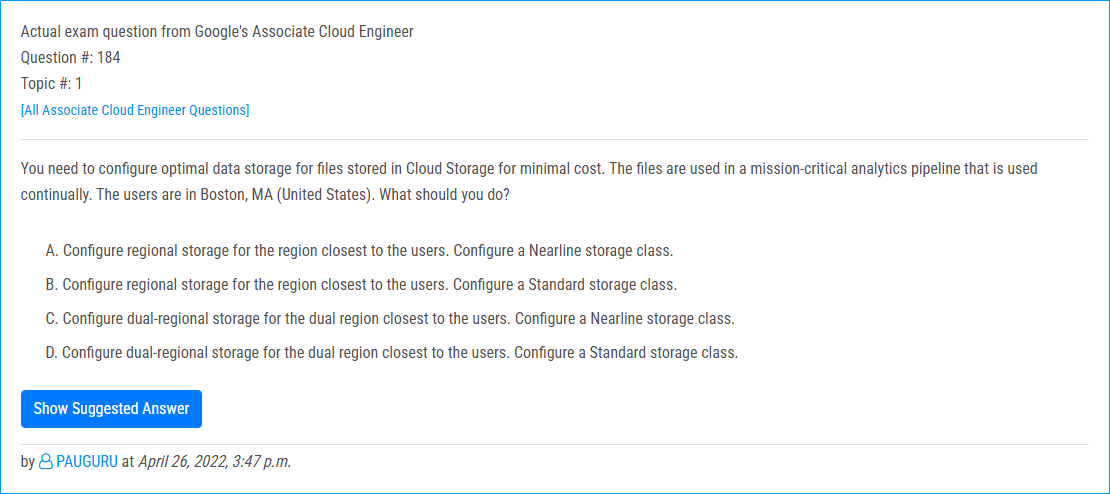 Actual exam question from Google's Associate Cloud Engineer
Question #: 184
Topic #: 1
[All Associate Cloud Engineer Questions]
You need to configure optimal data storage for files stored in Cloud Storage for minimal cost. The files are used in a mission-critical analytics pipeline that is used
continually. The users are in Boston, MA (United States). What should you do?
A. Configure regional storage for the region closest to the users. Configure a Nearline storage class.
B. Configure regional storage for the region closest to the users. Configure a Standard storage class.
C. Configure dual-regional storage for the dual region closest to the users. Configure a Nearline storage class.
D. Configure dual-regional storage for the dual region closest to the users. Configure a Standard storage class.
Show Suggested Answer
by PAUGURU at April 26, 2022, 3:47 p.m.